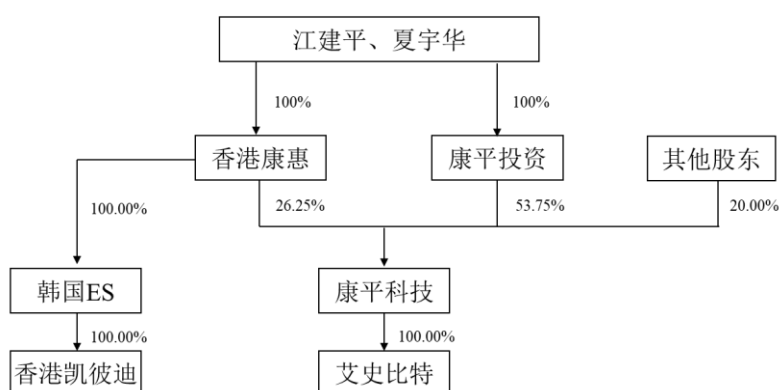 江建平、夏宇华
100%
100%
香港康惠
康平投资
其他股东
100.00%
26.25%
53.75%
20.00%
韩国ES
康平科技
100.00%
100.00%
香港凯彼迪
艾史比特